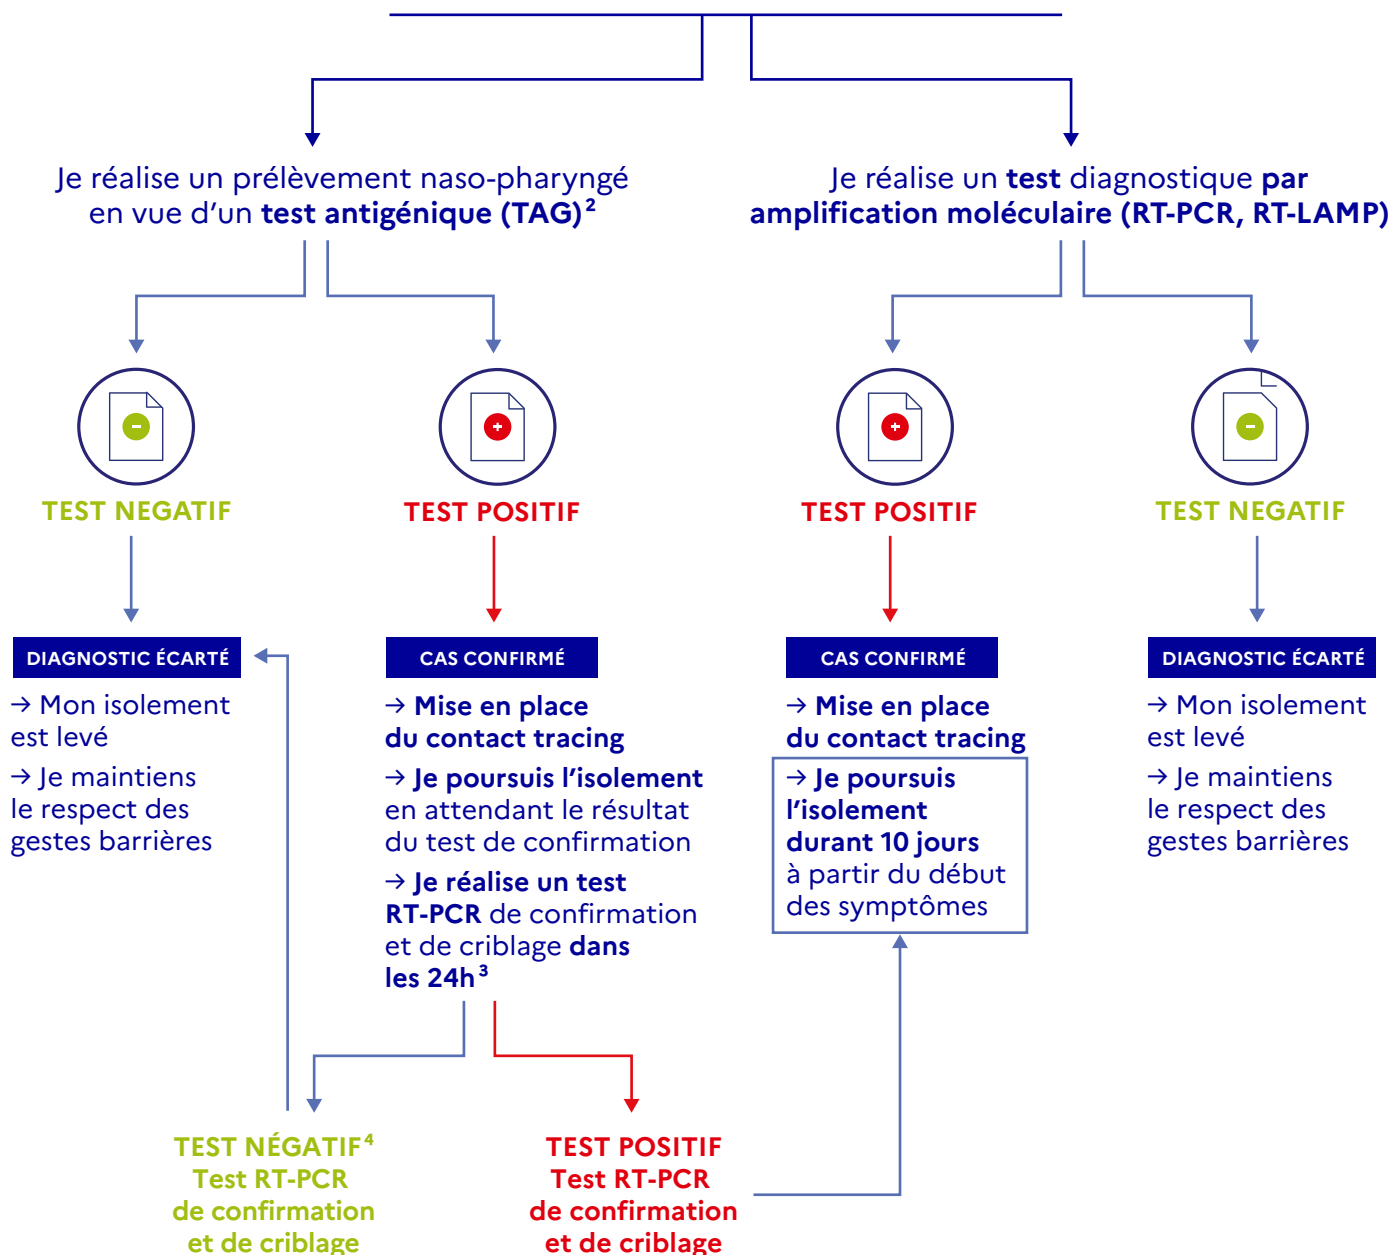 Je réalise un prélèvement naso-pharyngé
en vue d’un test antigénique (TAG)²
Je réalise un test diagnostique par
amplification moléculaire (RT-PCR, RT-LAMP)
TEST NEGATIF
TEST POSITIF
TEST POSITIF
TEST NEGATIF
DIAGNOSTIC ÉCARTÉ
→ Mon isolement
est levé
→ Je maintiens
le respect des
gestes barrières
CAS CONFIRMÉ
→ Mise en place
du contact tracing
→ Je poursuis l’isolement
en attendant le résultat
du test de confirmation
→ Je réalise un test
RT-PCR de confirmation
et de criblage dans
les 24h³
CAS CONFIRMÉ
→ Mise en place
du contact tracing
→ Je poursuis
l’isolement
durant 10 jours
à partir du début
des symptômes
DIAGNOSTIC ÉCARTÉ
→ Mon isolement
est levé
→ Je maintiens
le respect des
gestes barrières
TEST NÉGATIF⁴
Test RT-PCR
de confirmation
et de criblage
TEST POSITIF
Test RT-PCR
de confirmation
et de criblage